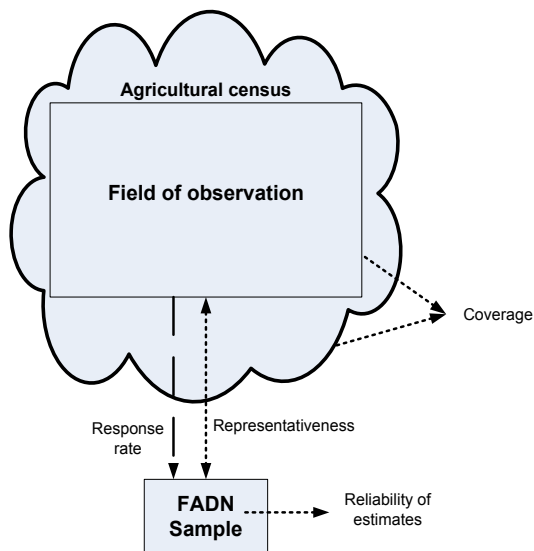 Agricultural census
Field of observation
Coverage
Response
rate
Representativeness
FADN
Sample
Reliability of
estimates